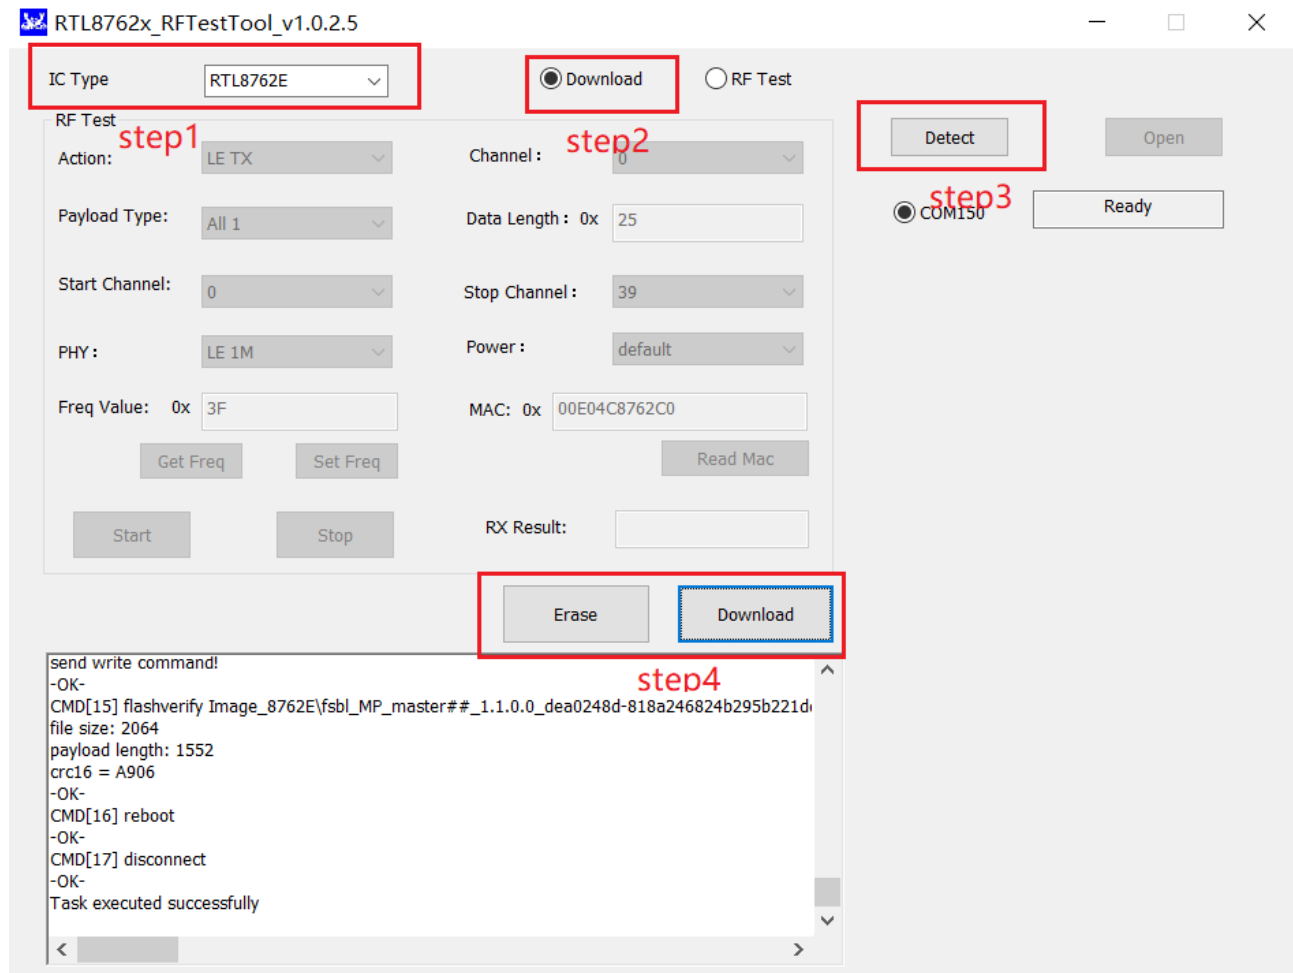 RTL8762x_RFTestTool_v1.0.2.5
IC Type RTL8762E Download RF Test
step1 step2
RF Test
Detect Open
step3
COM150 Ready
Action: LE TX Channel: 0
Payload Type: All 1 Data Length: 0x 25
Start Channel: 0 Stop Channel: 39
PHY: LE 1M Power: default
Freq Value: 0x 3F MAC: 0x 00E04C8762C0
Get Freq Set Freq Read Mac
Start Stop RX Result:
Erase Download
step4
send write command!
-OK-
CMD[15] flashverify Image_8762E\fsbl_MP_master##_1.1.0.0_dea0248d-818a246824b295b221d
file size: 2064
payload length: 1552
crc16 = A906
-OK-
CMD[16] reboot
-OK-
CMD[17] disconnect
-OK-
Task executed successfully